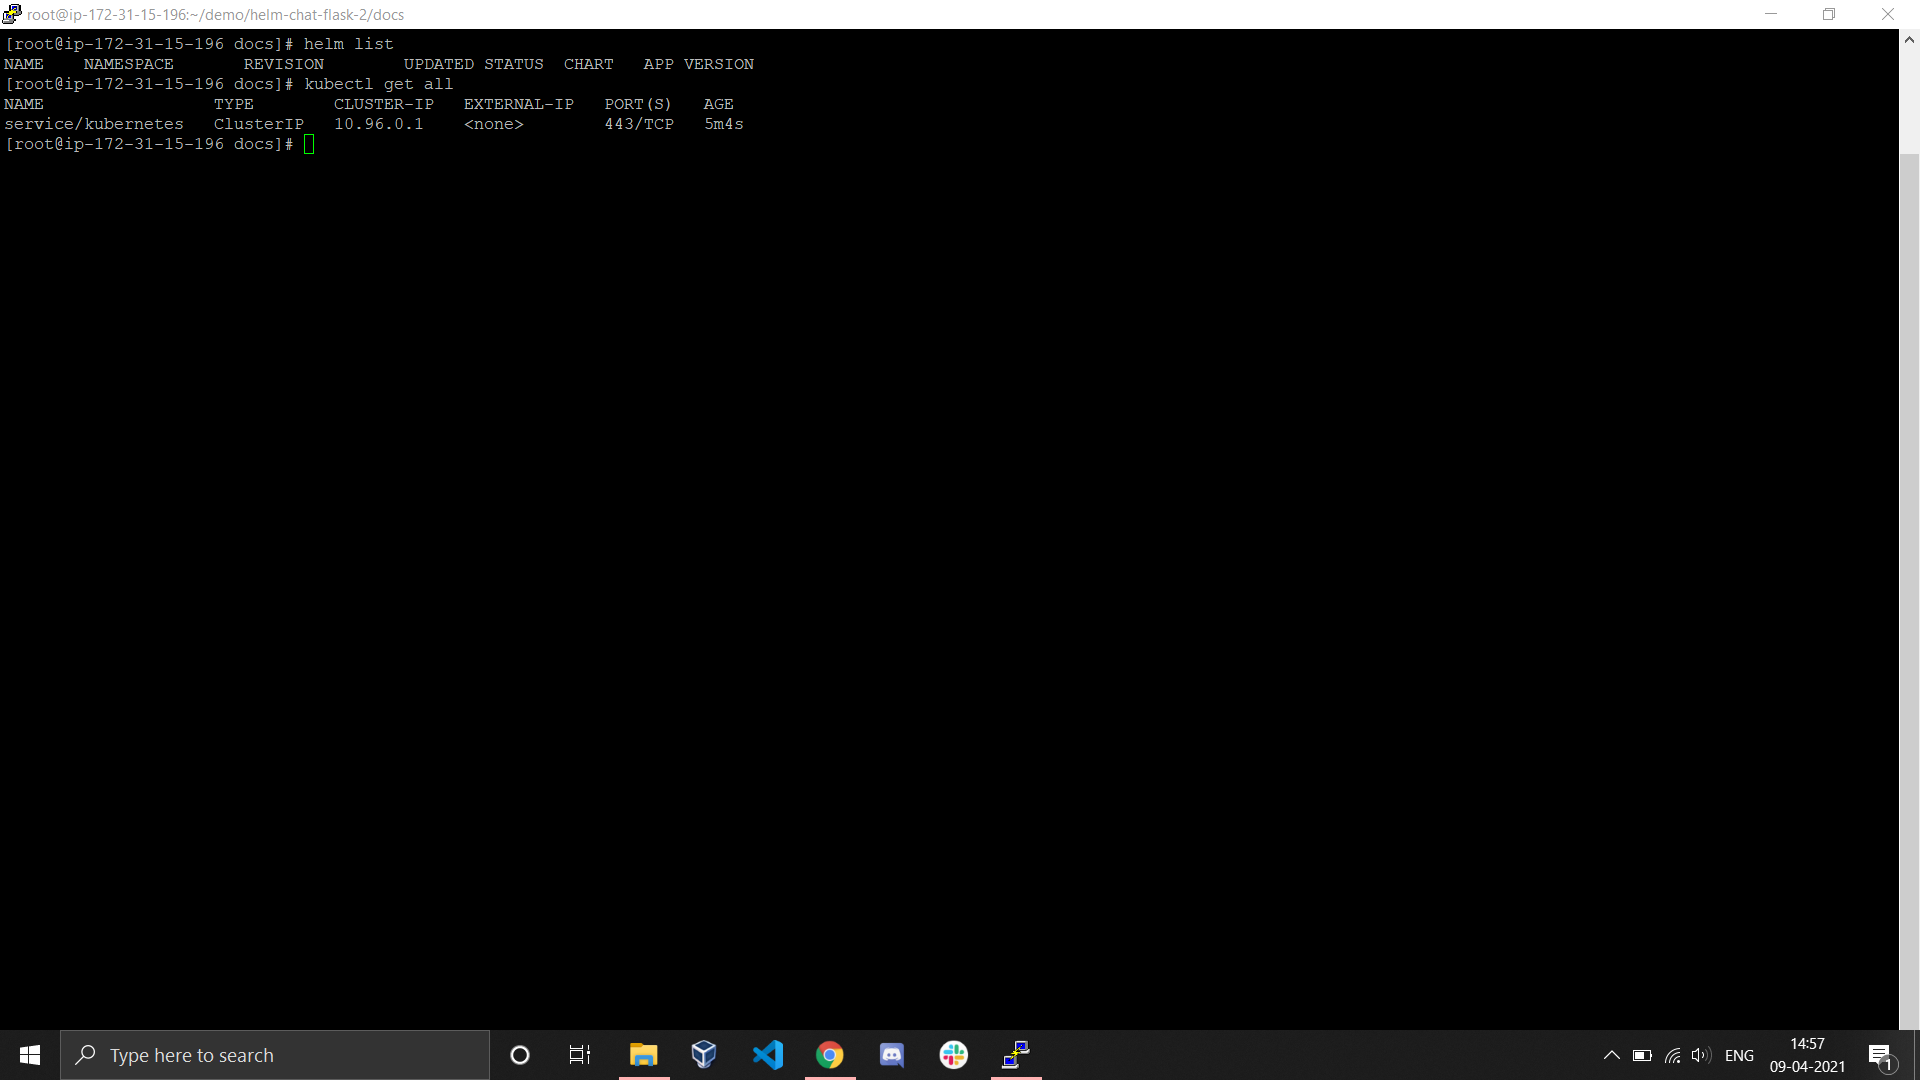 root@ip-172-31-15-196:~/demo/helm-chat-flask-2/docs
[root@ip-172-31-15-196 docs]# helm list
NAME    NAMESPACE       REVISION        UPDATED STATUS  CHART   APP VERSION
[root@ip-172-31-15-196 docs]# kubectl get all
NAME                 TYPE        CLUSTER-IP   EXTERNAL-IP   PORT(S)   AGE
service/kubernetes   ClusterIP   10.96.0.1    <none>        443/TCP   5m4s
[root@ip-172-31-15-196 docs]#
Type here to search
ENG
14:57
09-04-2021
1